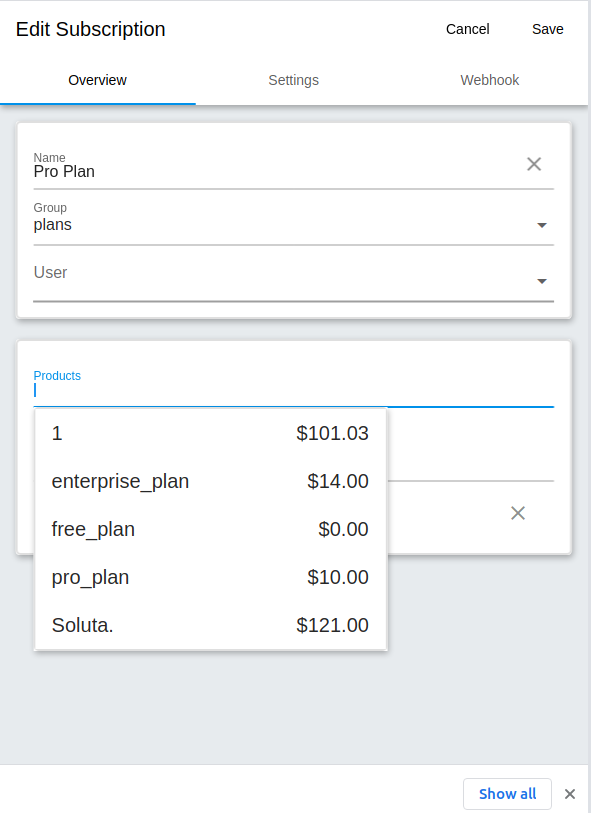 Edit Subscription Cancel Save
Overview Settings Webhook
Name
Pro Plan
Group
plans
User
Products
1 $101.03
enterprise_plan $14.00
free_plan $0.00
pro_plan $10.00
Soluta. $121.00
Show all